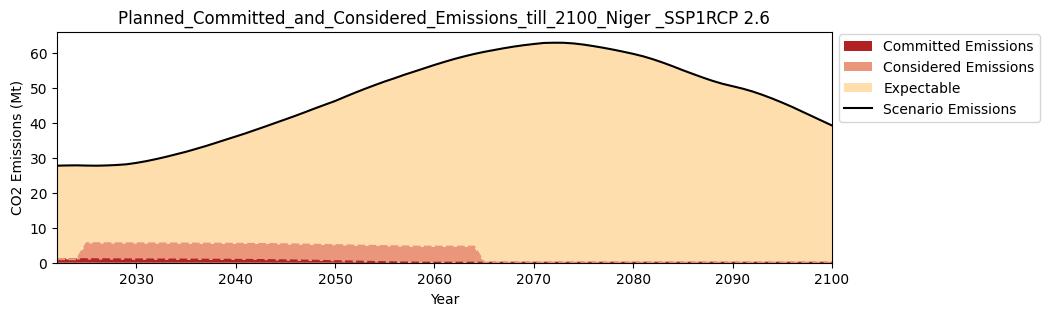 Planned_Committed_and_Considered_Emissions_till_2100_Niger _SSP1RCP 2.6
Committed Emissions
Considered Emissions
Expectable
Scenario Emissions
CO2 Emissions (Mt)
60
50
40
30
20
10
0
2030 2040 2050 2060 2070 2080 2090 2100
Year